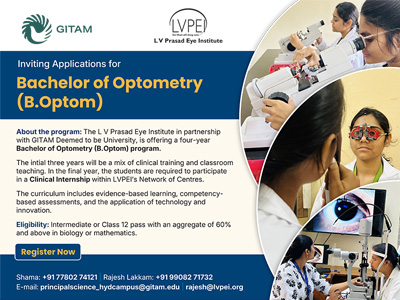 GITAM
LVPEI
L V Prasad Eye Institute
Inviting Applications for
Bachelor of Optometry
(B.Optom)
About the program: The L V Prasad Eye Institute in partnership
with GITAM Deemed to be University, is offering a four-year
Bachelor of Optometry (B.Optom) program.
The intial three years will be a mix of clinical training and classroom
teaching. In the final year, the students are required to participate
in a Clinical Internship within LVPEI's Network of Centres.
The curriculum includes evidence-based learning, competency-
based assessments, and the application of technology and
innovation.
Eligibility: Intermediate or Class 12 pass with an aggregate of 60%
and above in biology or mathematics.
Register Now
Shama: +91 77802 74121 | Rajesh Lakkam: +91 99082 71732
E-mail: principalscience_hydcampus@gitam.edu | rajesh@lvpei.org